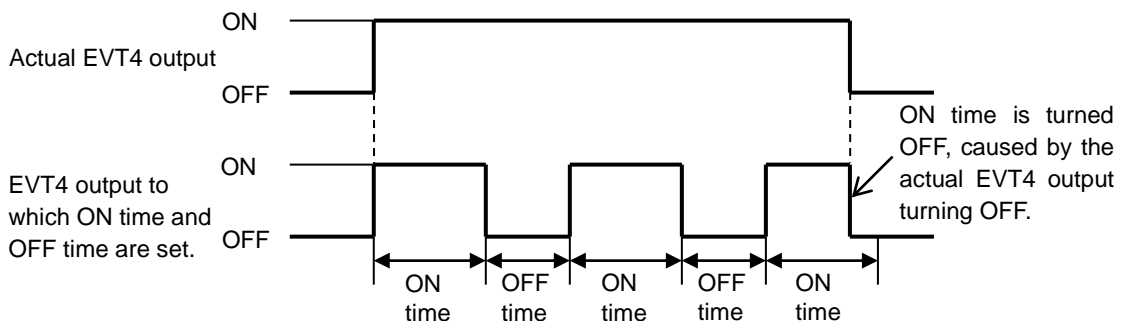 ON
Actual EVT4 output
OFF
ON time is turned
OFF, caused by the
actual EVT4 output
turning OFF.
ON
EVT4 output to
which ON time and
OFF time are set.
OFF
ON time
OFF time
ON time
OFF time
ON time